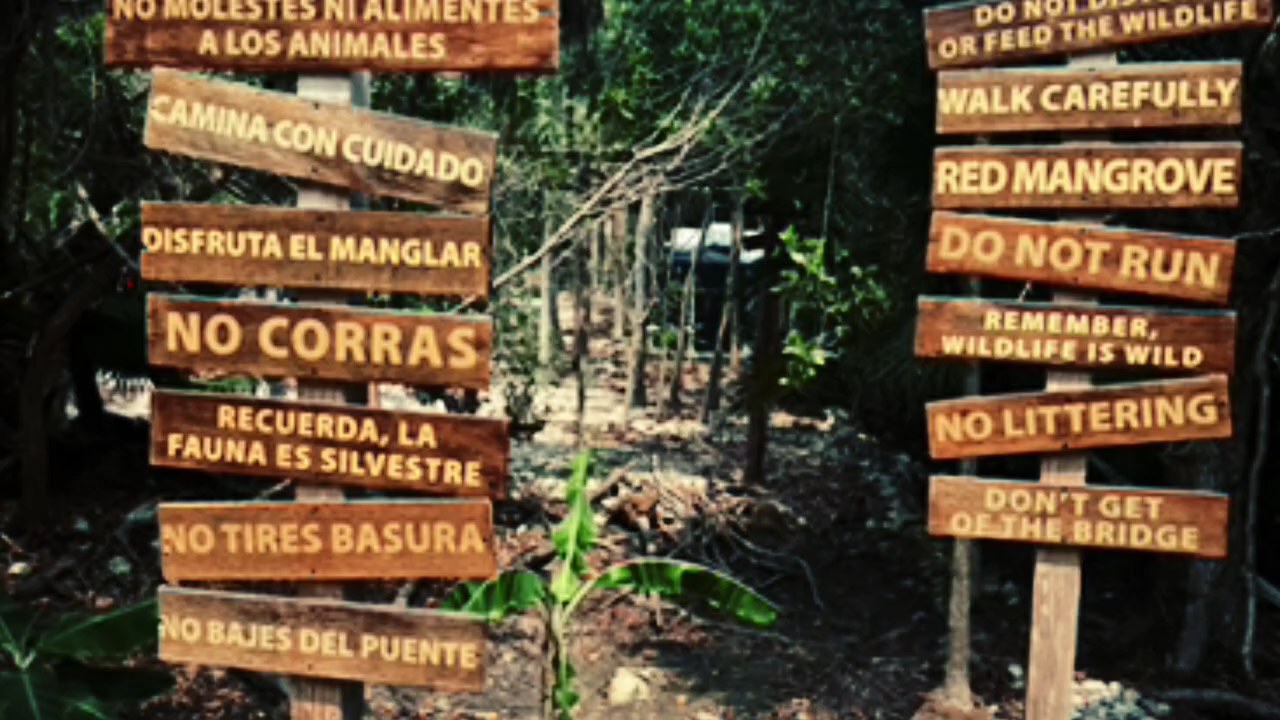 NO MOLESTES NI ALIMENTES
A LOS ANIMALES
CAMINA CON CUIDADO
DISFRUTA EL MANGLAR
NO CORRAS
RECUERDA, LA
FAUNA ES SILVESTRE
NO TIRES BASURA
NO BAJES DEL PUENTE
DO NOT
OR FEED THE WILDLIFE
WALK CAREFULLY
RED MANGROVE
DO NOT RUN
REMEMBER,
WILDLIFE IS WILD
NO LITTERING
DON'T GET
OF THE BRIDGE